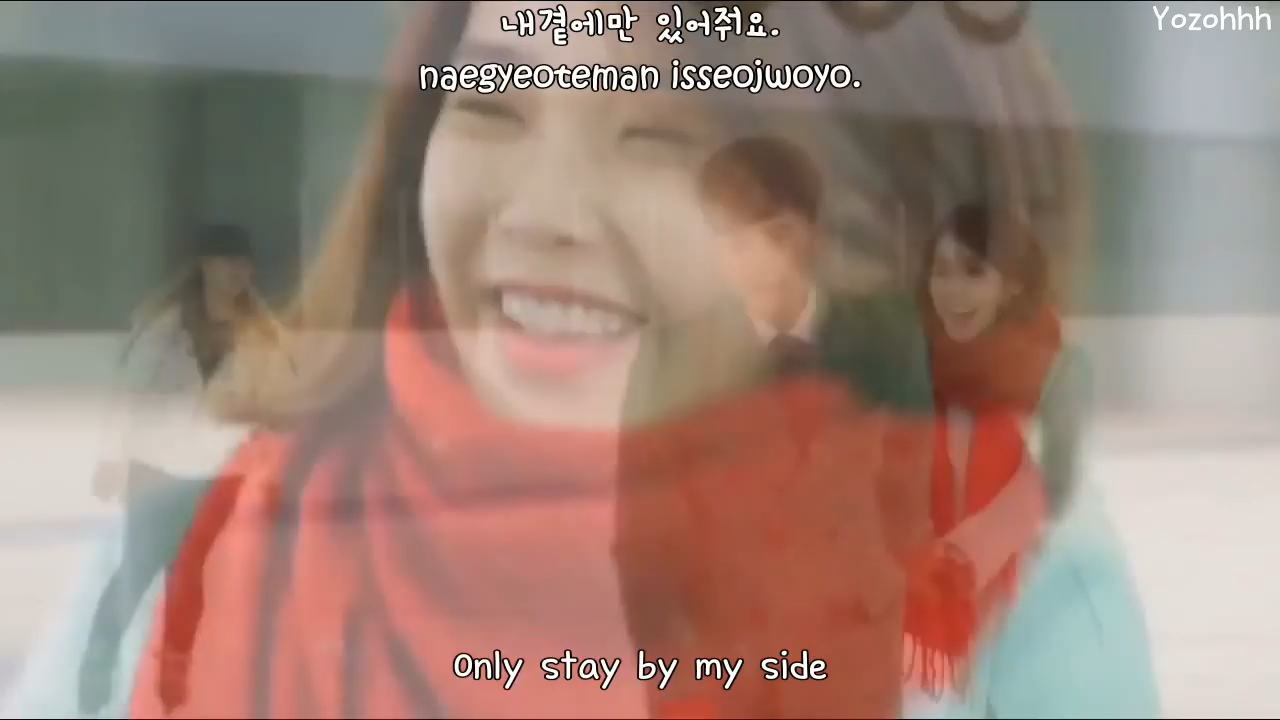 내곁에만 있어줘요.
Yozohhh
naegyeoteman isseojwoyo.
Only stay by my side